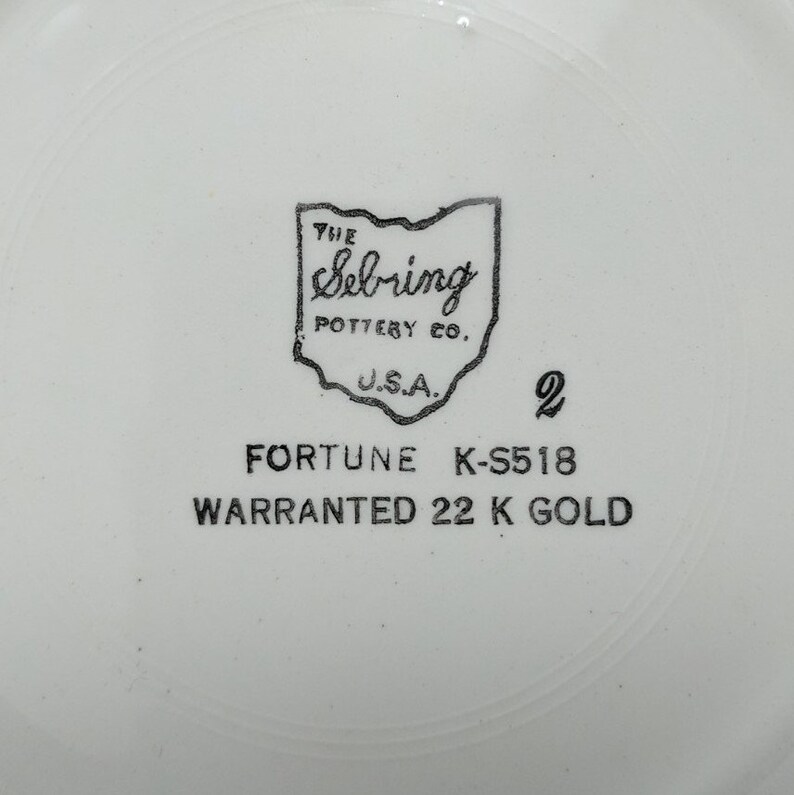 THE
Sebring
POTTERY CO.
U.S.A.
2
FORTUNE K-S518
WARRANTED 22 K GOLD